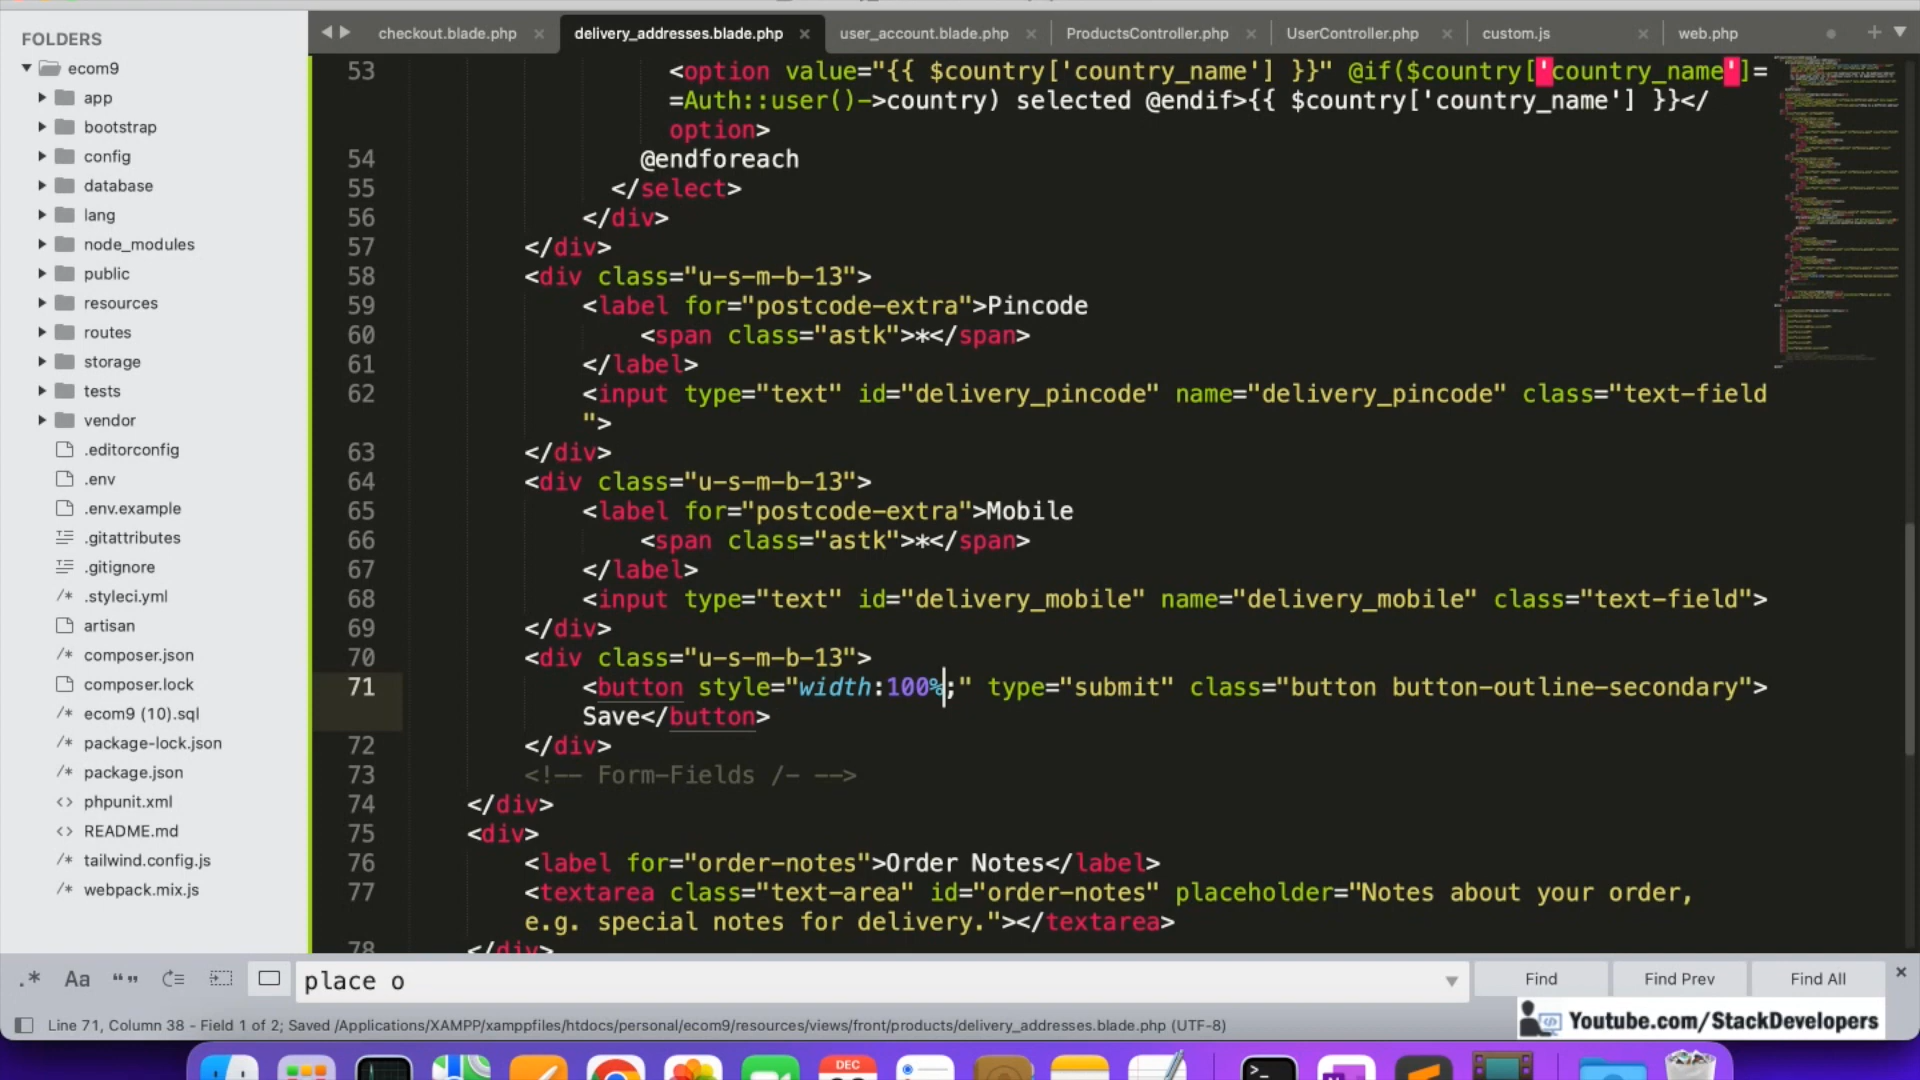 FOLDERS
ecom9
app
bootstrap
config
database
lang
node_modules
public
resources
routes
storage
tests
vendor
.editorconfig
.env
.env.example
.gitattributes
.gitignore
/* .styleci.yml
artisan
/* composer.json
composer.lock
/* ecom9 (10).sql
/* package-lock.json
/* package.json
<> phpunit.xml
<> README.md
/* tailwind.config.js
/* webpack.mix.js
checkout.blade.php × delivery_addresses.blade.php × user_account.blade.php × ProductsController.php × UserController.php × custom.js × web.php
53 <option value="{{ $country['country_name'] }}" @if($country['country_name']=
=Auth::user()->country) selected @endif>{{ $country['country_name'] }}</
option>
54 @endforeach
55 </select>
56 </div>
57 </div>
58 <div class="u-s-m-b-13">
59 <label for="postcode-extra">Pincode
60 <span class="astk">*</span>
61 </label>
62 <input type="text" id="delivery_pincode" name="delivery_pincode" class="text-field
">
63 </div>
64 <div class="u-s-m-b-13">
65 <label for="postcode-extra">Mobile
66 <span class="astk">*</span>
67 </label>
68 <input type="text" id="delivery_mobile" name="delivery_mobile" class="text-field">
69 </div>
70 <div class="u-s-m-b-13">
71 <button style="width:100%;" type="submit" class="button button-outline-secondary">
Save</button>
72 </div>
73 <!-- Form-Fields /- -->
74 </div>
75 <div>
76 <label for="order-notes">Order Notes</label>
77 <textarea class="text-area" id="order-notes" placeholder="Notes about your order,
e.g. special notes for delivery."></textarea>
78 </div>
.* Aa “” place o Find Find Prev Find All ×
Youtube.com/StackDevelopers
Line 71, Column 38 - Field 1 of 2; Saved /Applications/XAMPP/xamppfiles/htdocs/personal/ecom9/resources/views/front/products/delivery_addresses.blade.php (UTF-8)
DEC